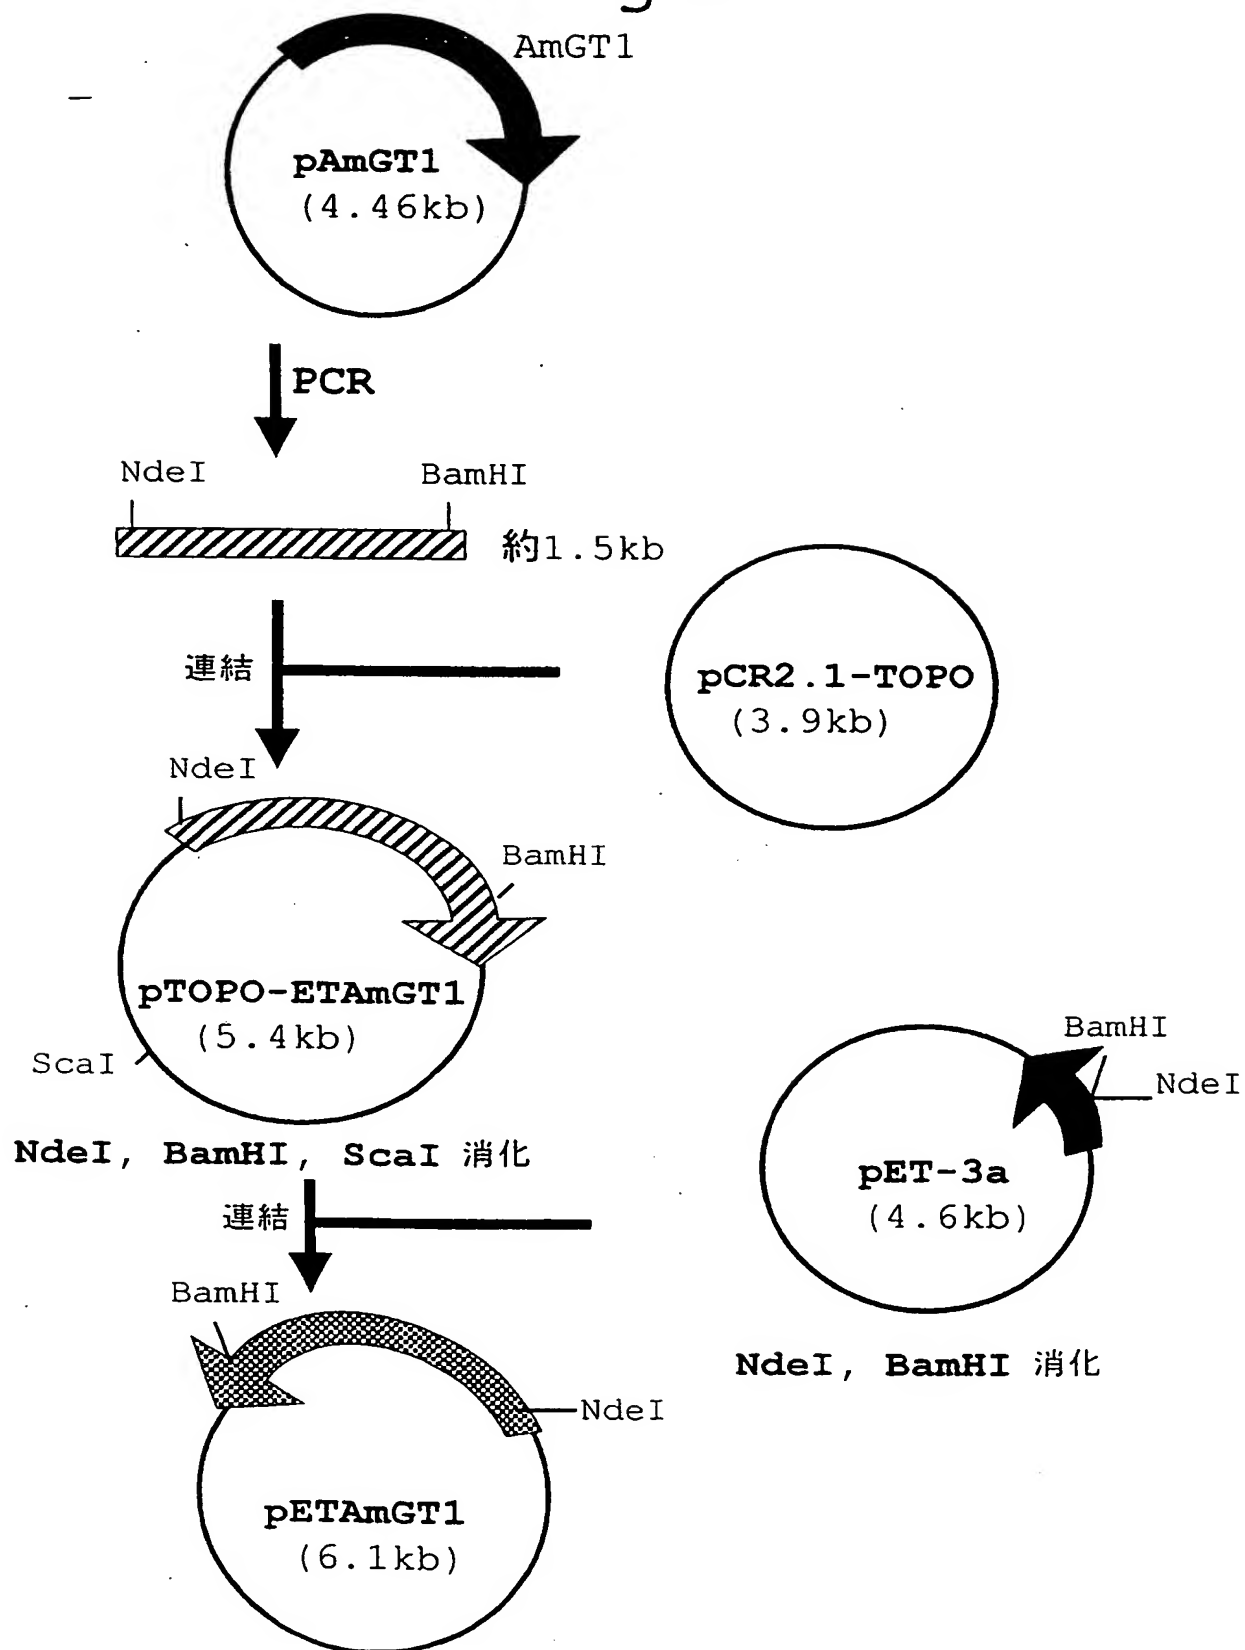 g
AmGT1
pAmGT1
(4.46kb)
PCR
NdeI
BamHI
約1.5kb
連結
pCR2.1-TOPO
(3.9kb)
NdeI
BamHI
pTOPO-ETAmGT1
(5.4kb)
ScaI
BamHI
NdeI
NdeI, BamHI, ScaI 消化
pET-3a
(4.6kb)
連結
BamHI
NdeI, BamHI 消化
NdeI
pETAmGT1
(6.1kb)